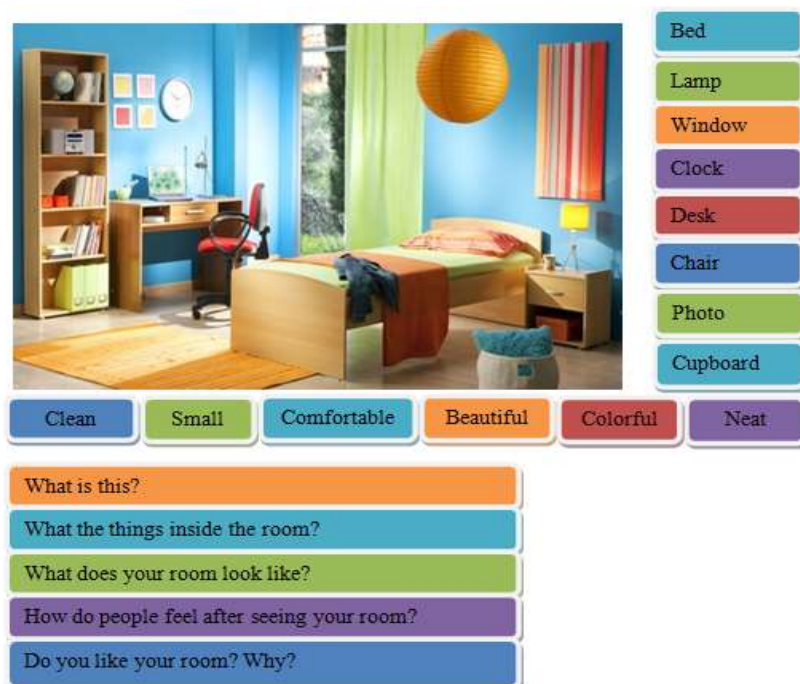 Bed
Lamp
Window
Clock
Desk
Chair
Photo
Cupboard
Clean
Small
Comfortable
Beautiful
Colorful
Neat
What is this?
What the things inside the room?
What does your room look like?
How do people feel after seeing your room?
Do you like your room? Why?